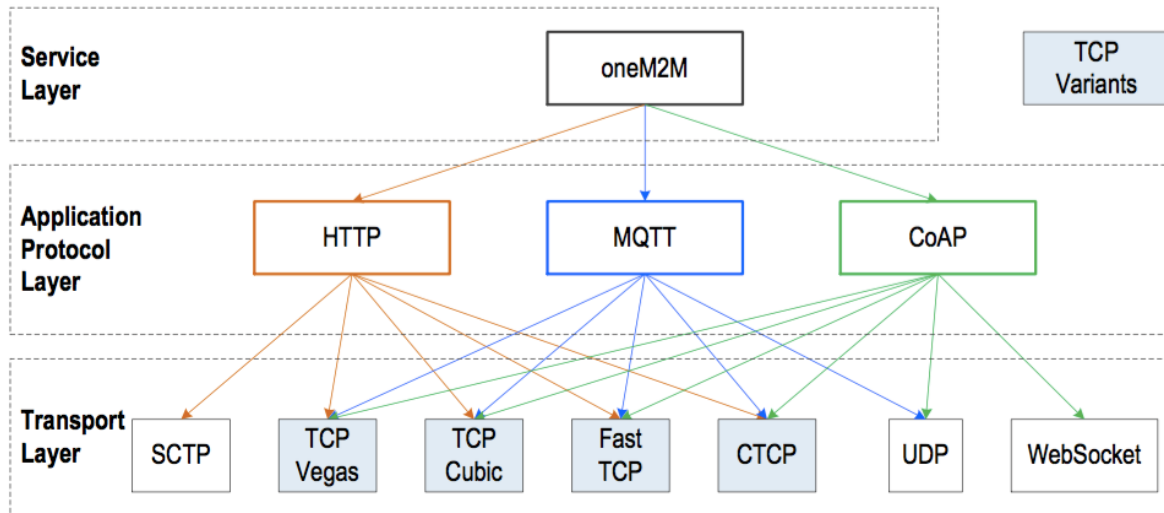 Service
Layer
oneM2M
TCP
Variants
Application
Protocol
Layer
HTTP
MQTT
CoAP
Transport
Layer
SCTP
TCP
Vegas
TCP
Cubic
Fast
TCP
CTCP
UDP
WebSocket